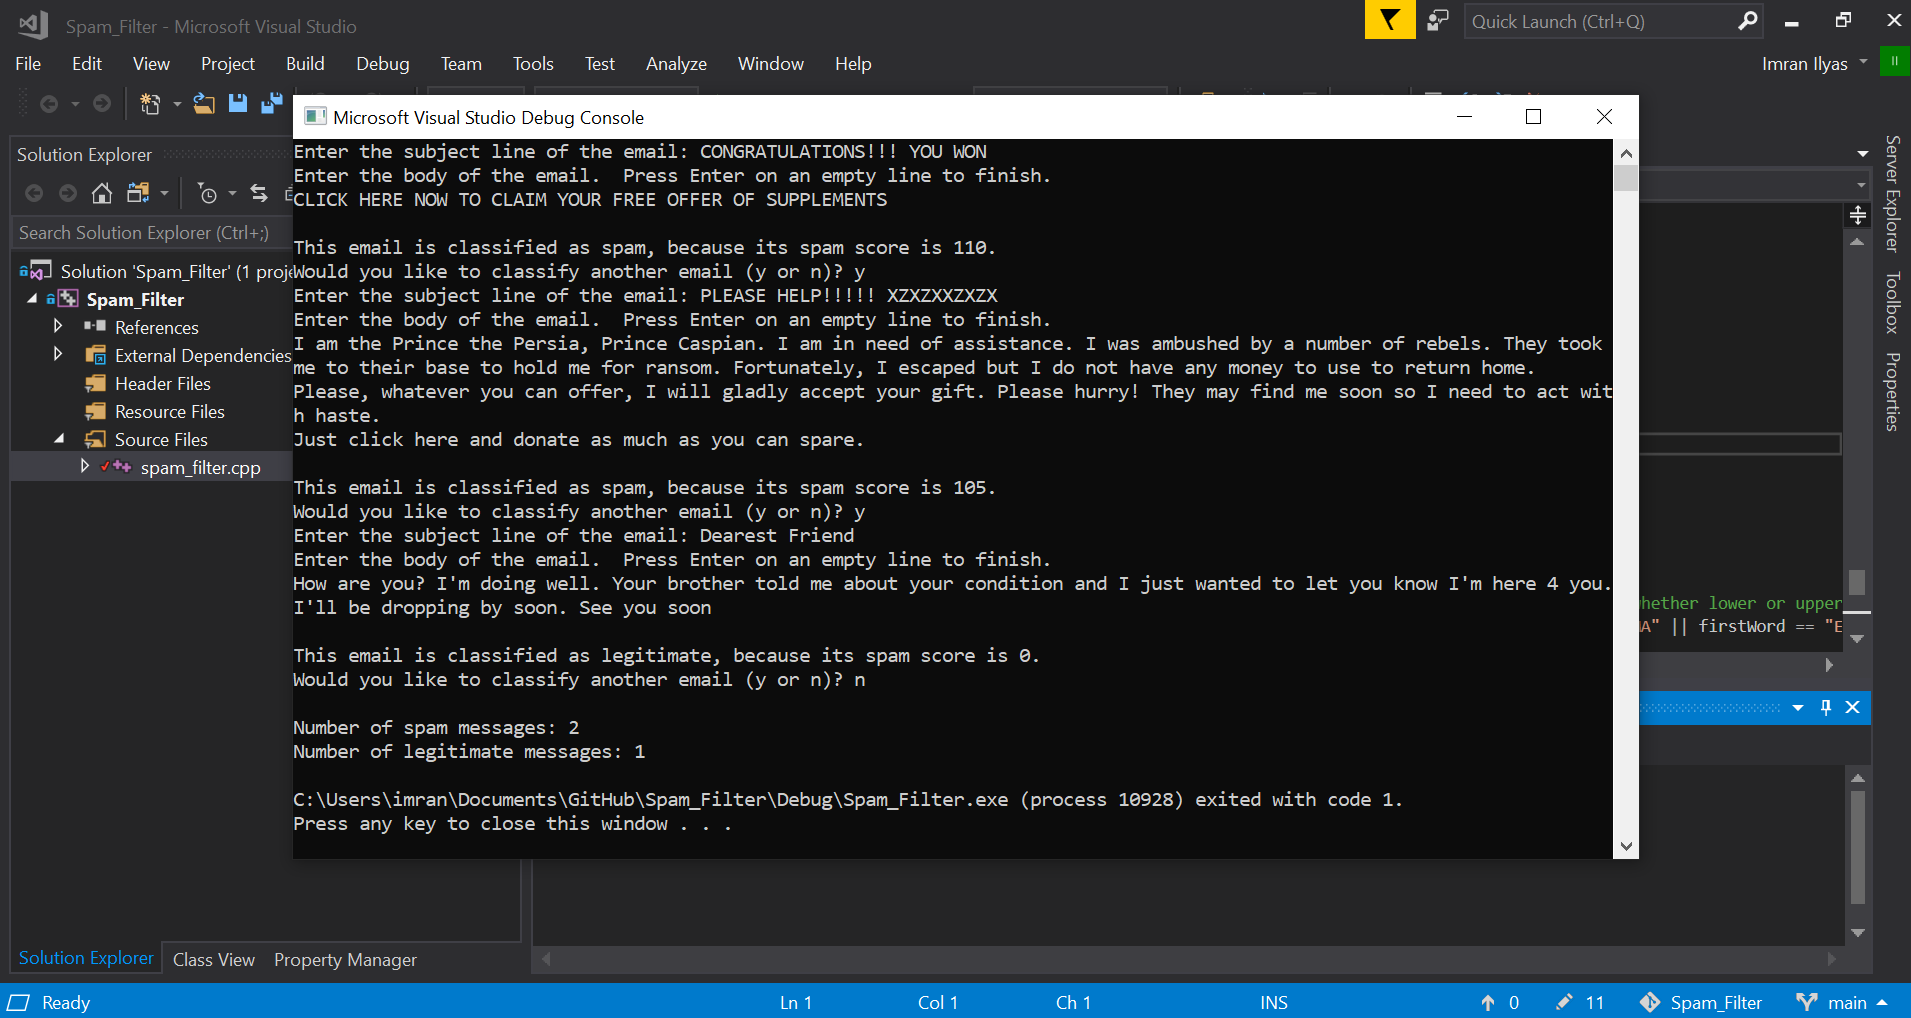 Spam_Filter - Microsoft Visual Studio
Quick Launch (Ctrl+Q)
File Edit View Project Build Debug Team Tools Test Analyze Window Help
Imran Ilyas
II
Microsoft Visual Studio Debug Console
Solution Explorer
Search Solution Explorer (Ctrl+;)
Solution 'Spam_Filter' (1 proje
Spam_Filter
References
External Dependencies
Header Files
Resource Files
Source Files
spam_filter.cpp
Enter the subject line of the email: CONGRATULATIONS!!! YOU WON
Enter the body of the email.  Press Enter on an empty line to finish.
CLICK HERE NOW TO CLAIM YOUR FREE OFFER OF SUPPLEMENTS
This email is classified as spam, because its spam score is 110.
Would you like to classify another email (y or n)? y
Enter the subject line of the email: PLEASE HELP!!!!! XZXZXXZXZX
Enter the body of the email.  Press Enter on an empty line to finish.
I am the Prince the Persia, Prince Caspian. I am in need of assistance. I was ambushed by a number of rebels. They took
me to their base to hold me for ransom. Fortunately, I escaped but I do not have any money to use to return home.
Please, whatever you can offer, I will gladly accept your gift. Please hurry! They may find me soon so I need to act wit
h haste.
Just click here and donate as much as you can spare.
This email is classified as spam, because its spam score is 105.
Would you like to classify another email (y or n)? y
Enter the subject line of the email: Dearest Friend
Enter the body of the email.  Press Enter on an empty line to finish.
How are you? I'm doing well. Your brother told me about your condition and I just wanted to let you know I'm here 4 you.
I'll be dropping by soon. See you soon
This email is classified as legitimate, because its spam score is 0.
Would you like to classify another email (y or n)? n
Number of spam messages: 2
Number of legitimate messages: 1
C:\Users\imran\Documents\GitHub\Spam_Filter\Debug\Spam_Filter.exe (process 10928) exited with code 1.
Press any key to close this window . . .
hether lower or upper
A" || firstWord == "E
Server Explorer
Toolbox
Properties
Solution Explorer Class View Property Manager
Ready Ln 1 Col 1 Ch 1 INS 0 11 Spam_Filter main